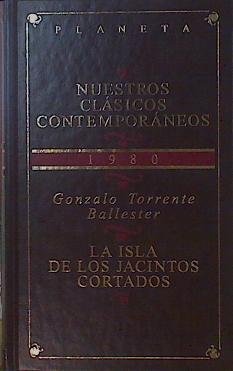 PLANETA
NUESTROS
CLÁSICOS
CONTEMPORÁNEOS
1980
Gonzalo Torrente
Ballester
LA ISLA
DE LOS JACINTOS
CORTADOS